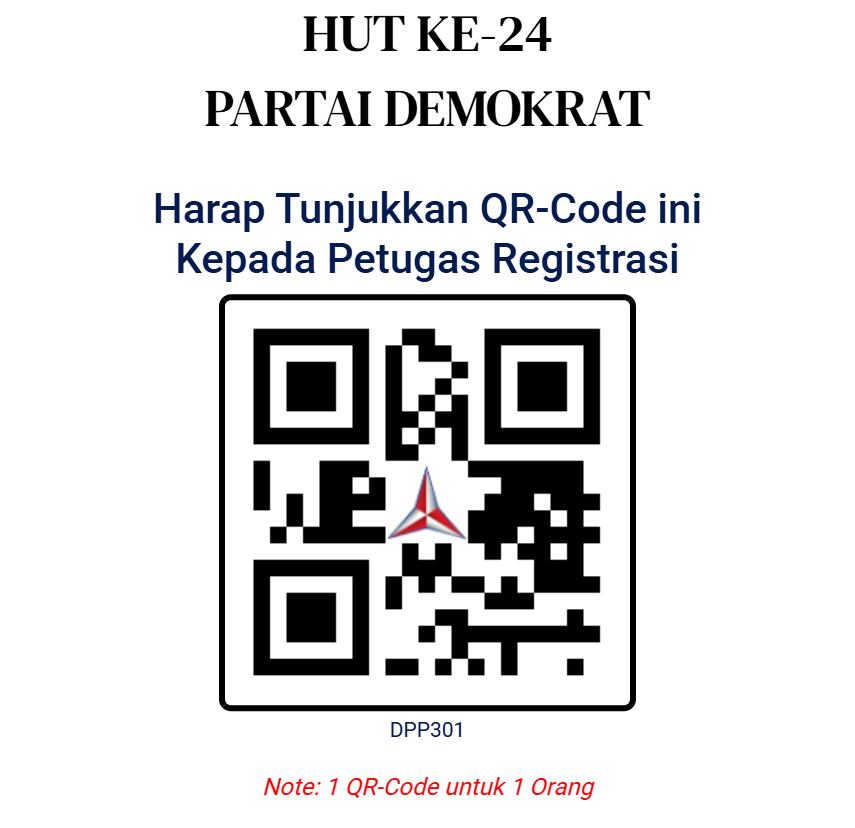 HUT KE-24
PARTAI DEMOKRAT
Harap Tunjukkan QR-Code ini
Kepada Petugas Registrasi
DPP301
Note: 1 QR-Code untuk 1 Orang